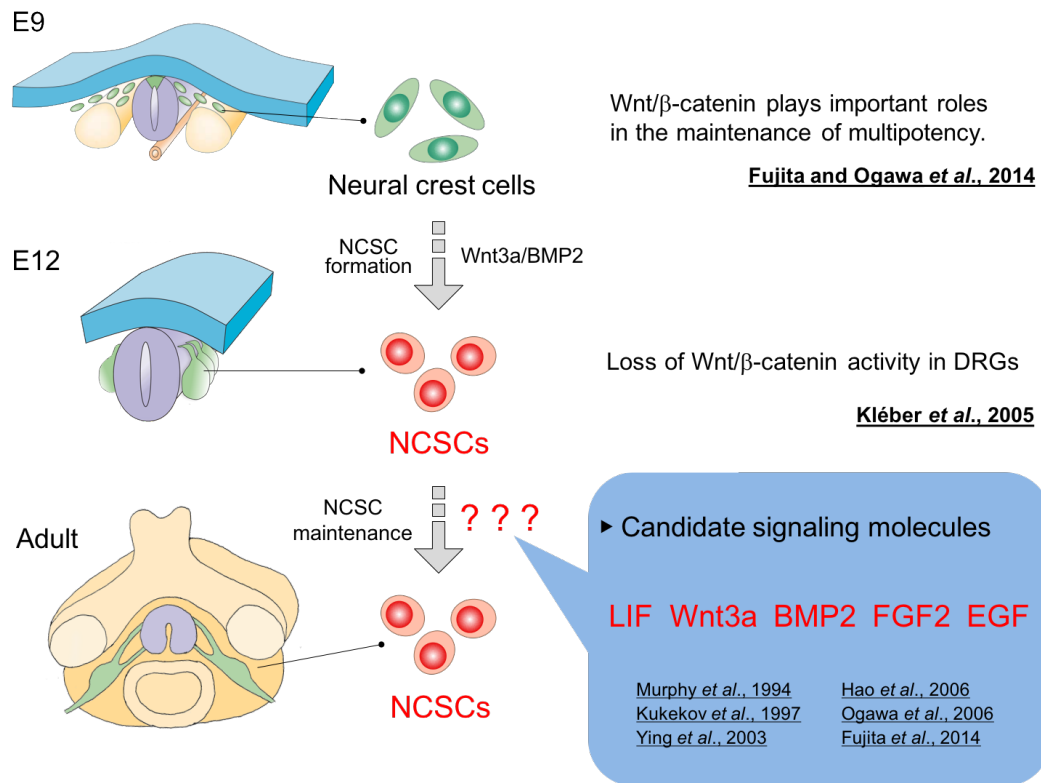 E9
Wnt/β-catenin plays important roles
in the maintenance of multipotency.
Fujita and Ogawa et al., 2014
Neural crest cells
NCSC
formation
Wnt3a/BMP2
E12
Loss of Wnt/β-catenin activity in DRGs
Kléber et al., 2005
NCSCs
NCSC
maintenance
? ? ?
Adult
▶ Candidate signaling molecules
LIF Wnt3a BMP2 FGF2 EGF
Murphy et al., 1994
Kukekov et al., 1997
Ying et al., 2003
Hao et al., 2006
Ogawa et al., 2006
Fujita et al., 2014
NCSCs